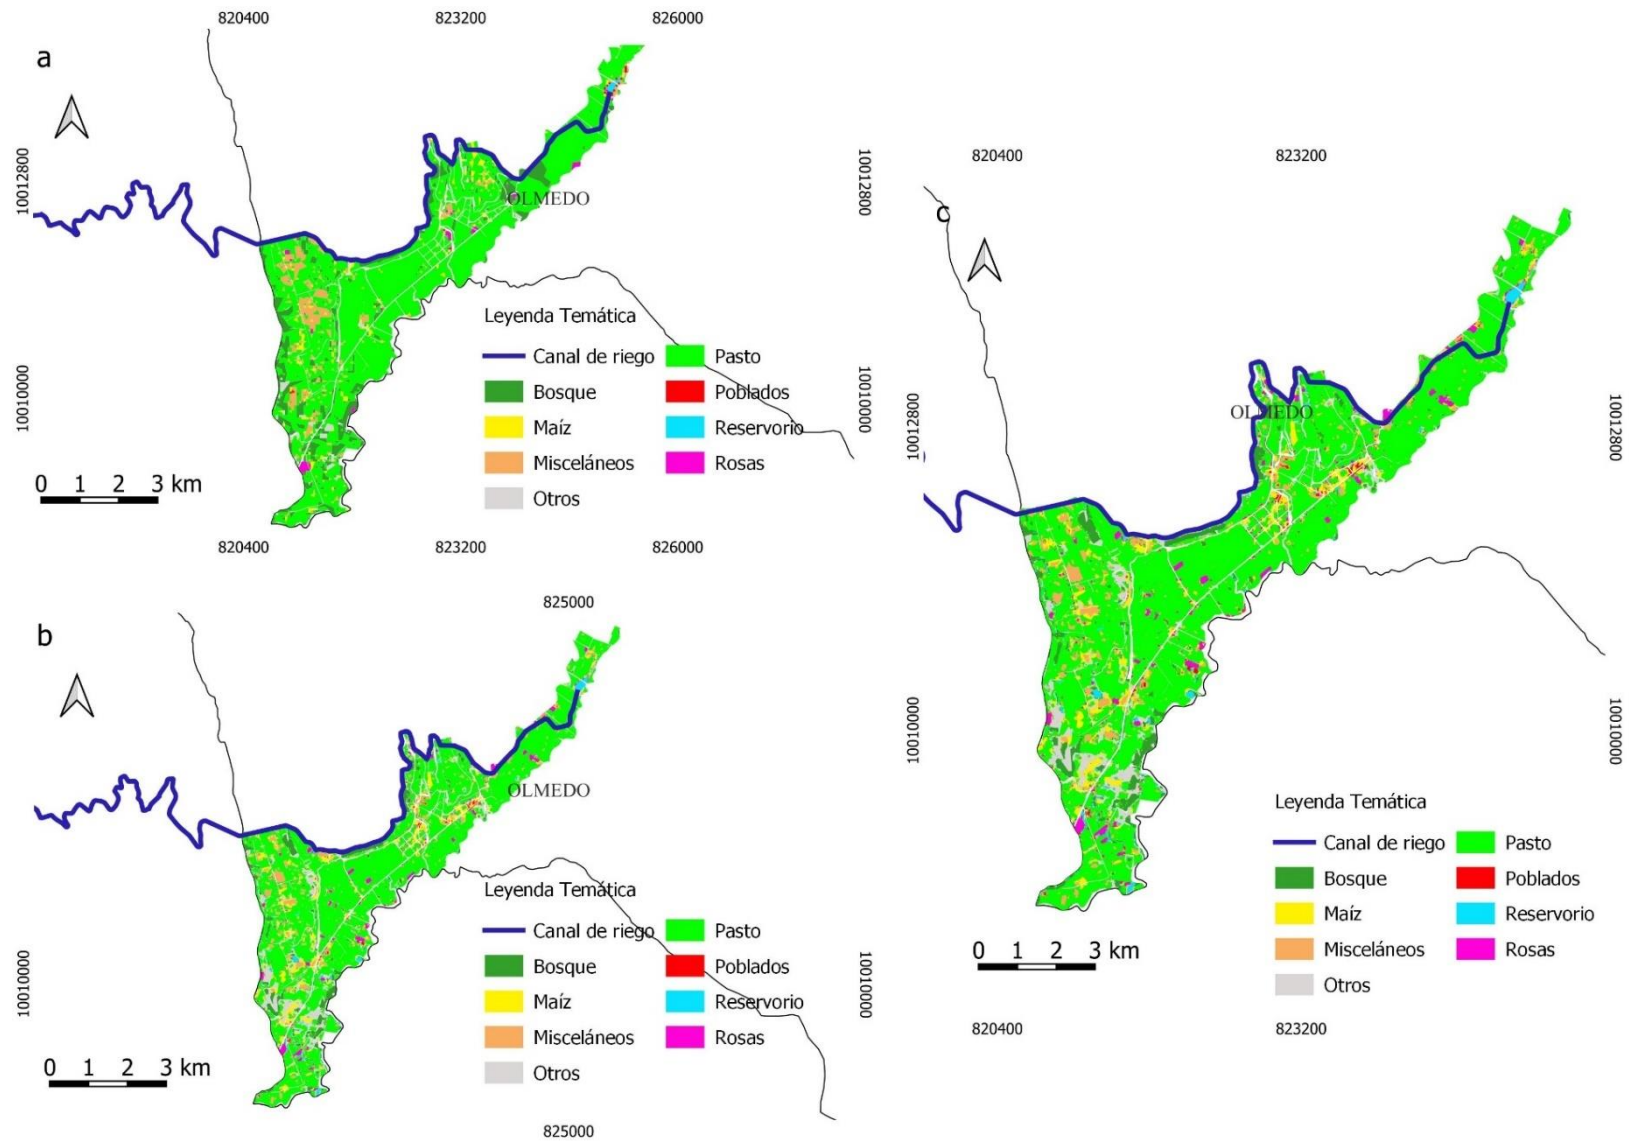 820400 823200 826000
a
10012800
10012800
OLMEDO
Leyenda Temática
Canal de riego Pasto
Bosque Poblados
Maíz Reservorio
Misceláneos Rosas
Otros
10010000
10010000
0 1 2 3 km
820400 823200 826000
825000
b
OLMEDO
Leyenda Temática
Canal de riego Pasto
Bosque Poblados
Maíz Reservorio
Misceláneos Rosas
Otros
10010000
10010000
0 1 2 3 km
825000
820400 823200
c
10012800
10012800
OLMEDO
10010000
10010000
Leyenda Temática
Canal de riego Pasto
Bosque Poblados
Maíz Reservorio
Misceláneos Rosas
Otros
0 1 2 3 km
820400 823200